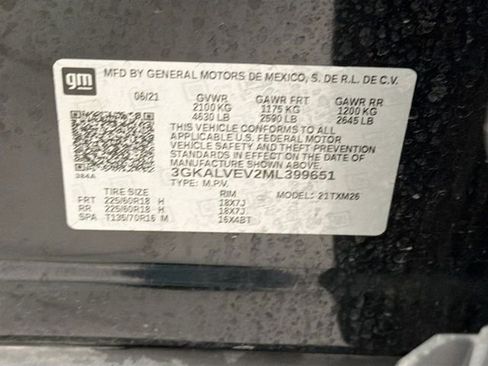 gm
MFD BY GENERAL MOTORS DE MEXICO, S. DE R.L. DE C.V.
06/21 GVWR GAWR FRT GAWR RR
2100 KG 1175 KG 1200 KG
4630 LB 2590 LB 2645 LB
THIS VEHICLE CONFORMS TO ALL APPLICABLE
U.S. FEDERAL MOTOR
VEHICLE SAFETY AND THEFT PREVENTION
STANDARDS IN EFFECT ON THE DATE OF
MANUFACTURE SHOWN ABOVE.
3GKALVEV2ML399651
384A TYPE: M.P.V. MODEL: 21TXM26
TIRE SIZE RIM
FRT 225/60R18 H 18X7J
RR 225/60R18 H 18X7J
SPA T135/70R16 M 16X4BT